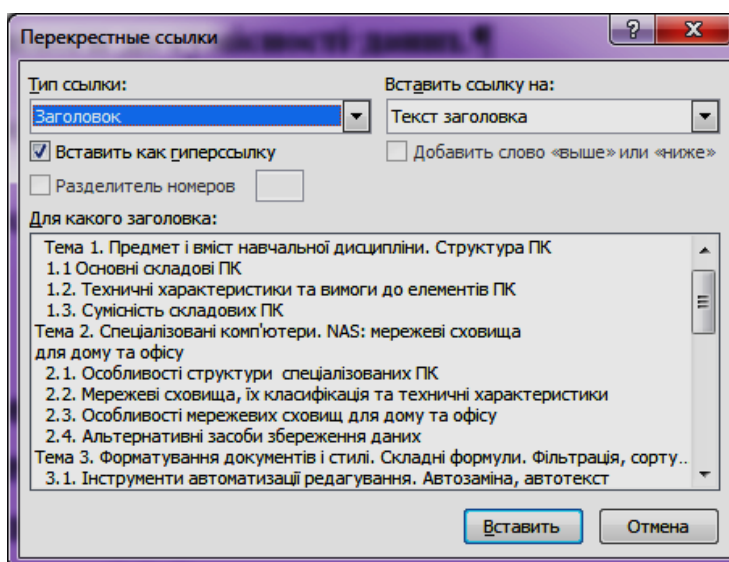 Перекрестные ссылки
Тип ссылки:
Вставить ссылку на:
Заголовок
Текст заголовка
Вставить как гиперссылку
Добавить слово «выше» или «ниже»
Разделитель номеров
Для какого заголовка:
Тема 1. Предмет і вміст навчальної дисципліни. Структура ПК
1.1 Основні складові ПК
1.2. Технічні характеристики та вимоги до елементів ПК
1.3. Сумісність складових ПК
Тема 2. Спеціалізовані комп'ютери. NAS: мережеві сховища
для дому та офісу
2.1. Особливості структури спеціалізованих ПК
2.2. Мережеві сховища, їх класифікація та технічні характеристики
2.3. Особливості мережевих сховищ для дому та офісу
2.4. Альтернативні засоби збереження даних
Тема 3. Форматування документів і стилі. Складні формули. Фільтрація, сорту..
3.1. Інструменти автоматизації редагування. Автозаміна, автотекст
Вставить
Отмена